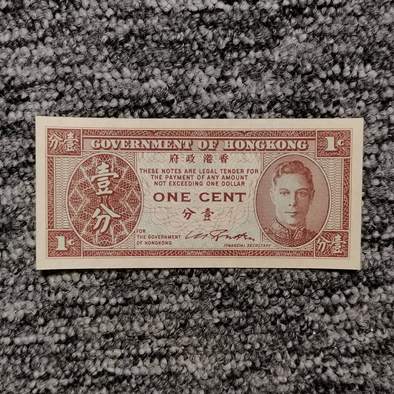 分壹 GOVERNMENT OF HONGKONG 1c
府政港香
THESE NOTES ARE LEGAL TENDER FOR
THE PAYMENT OF ANY AMOUNT
NOT EXCEEDING ONE DOLLAR
壹分
ONE CENT
分壹
FOR
THE GOVERNMENT
OF HONGKONG
FINANCIAL SECRETARY
1c
分壹